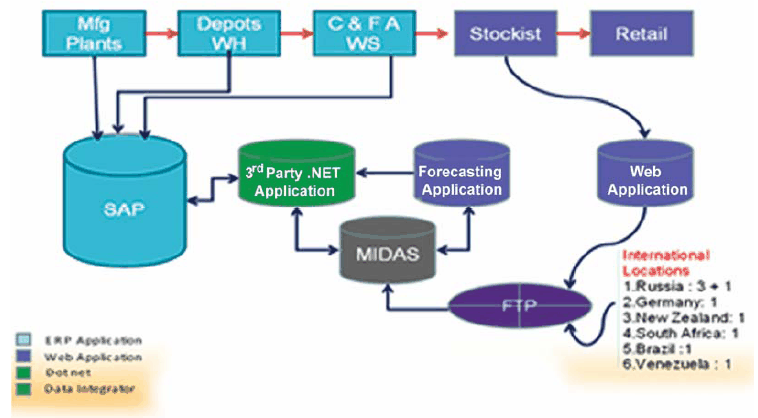 Mfg
Plants
Depots
WH
C & F A
WS
Stockist
Retail
SAP
3rd Party .NET
Application
Forecasting
Application
Web
Application
MIDAS
FTP
International
Locations
1.Russia : 3 + 1
2.Germany: 1
3.New Zealand: 1
4.South Africa: 1
5.Brazil :1
6.Venezuela : 1
ERP Application
Web Application
Dot net
Data Integrator